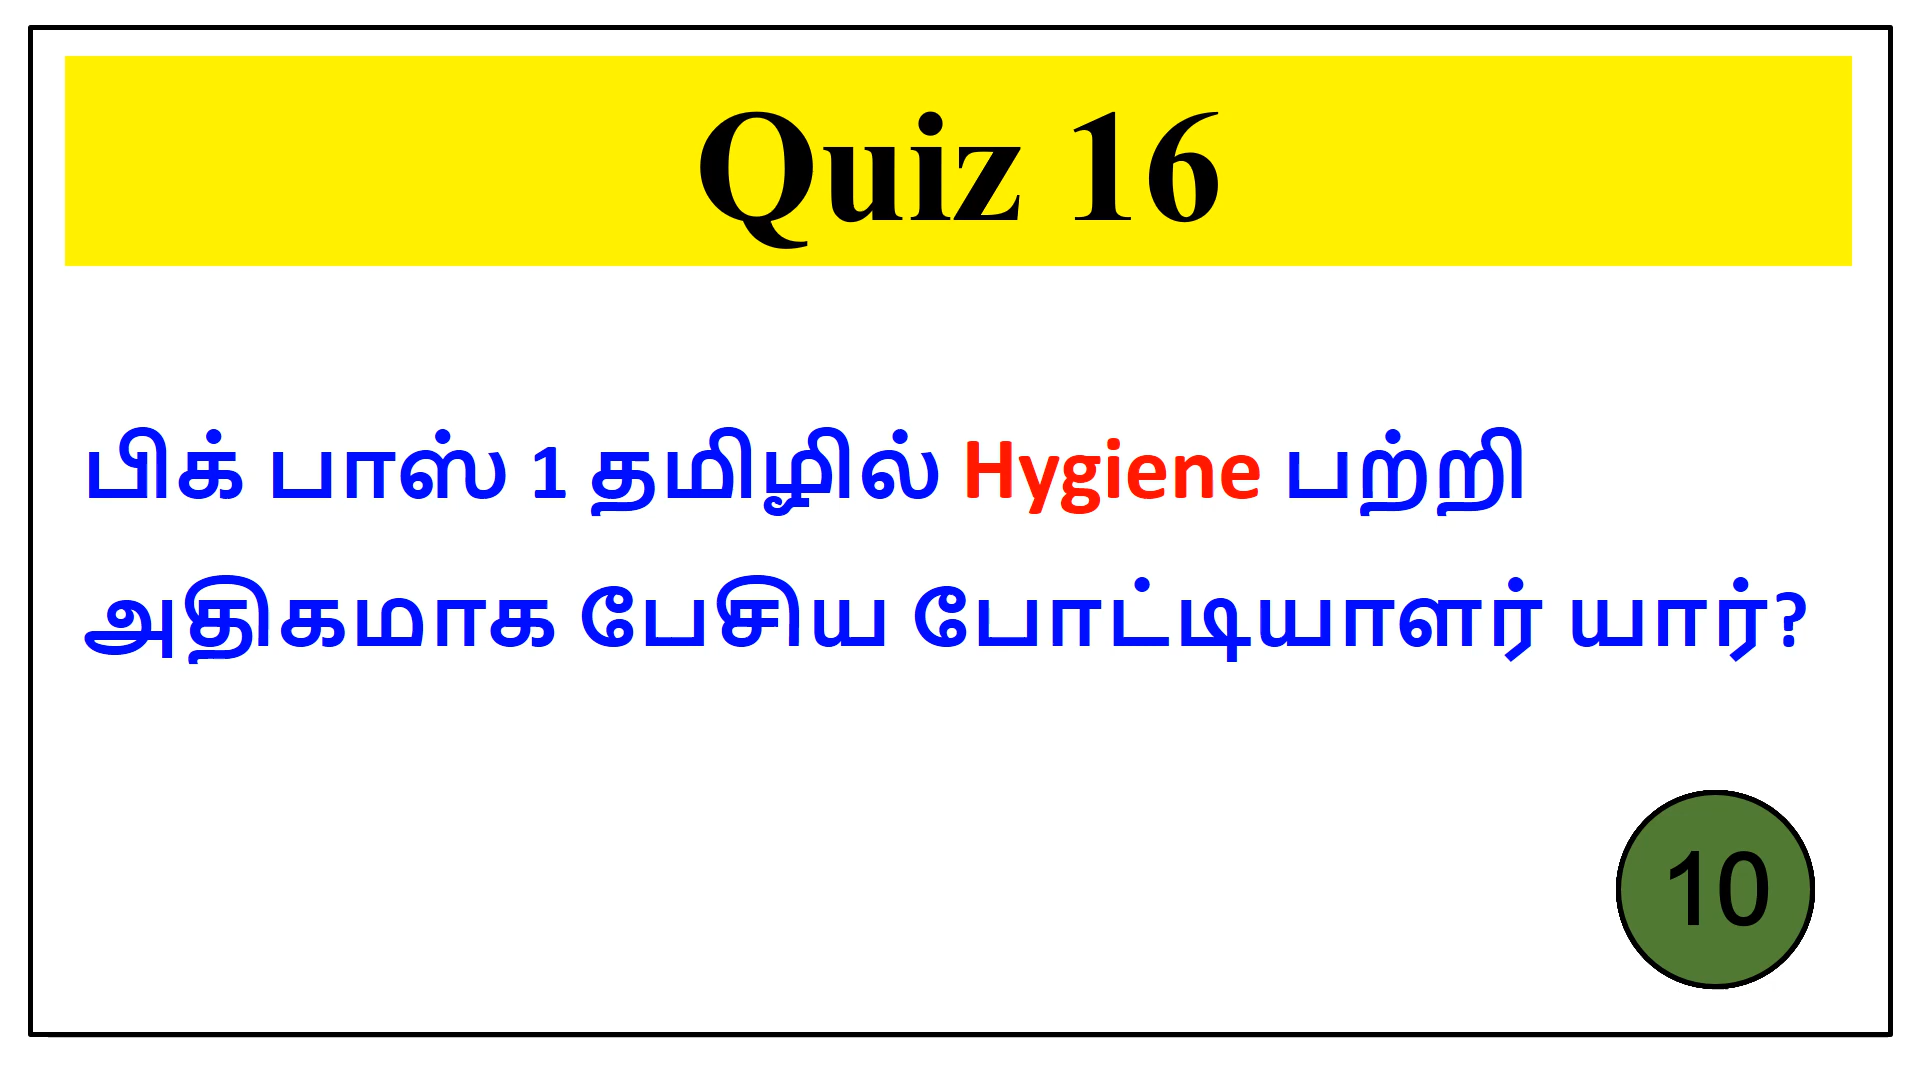 Quiz 16
பிக் பாஸ் 1 தமிழில் Hygiene பற்றி
அதிகமாக பேசிய போட்டியாளர் யார்?
10